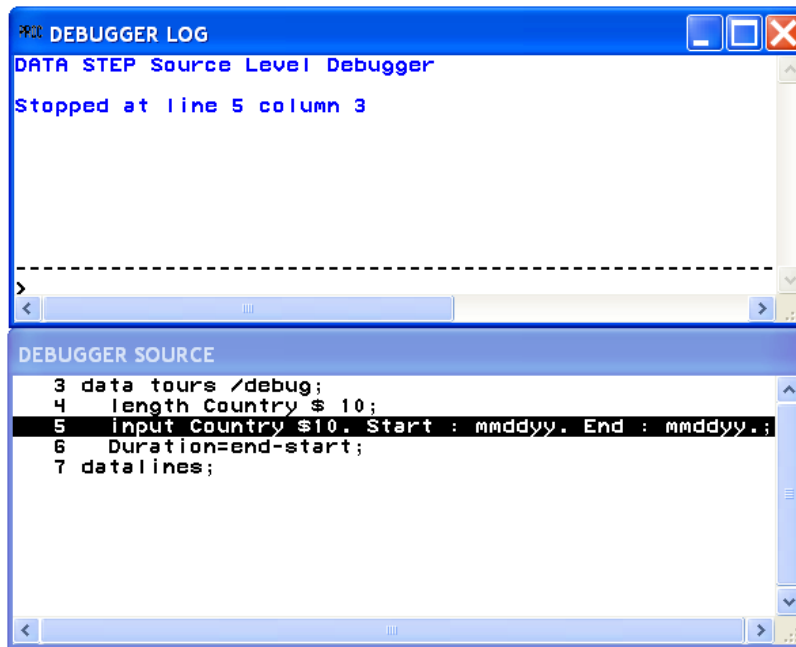 DEBUGGER LOG
DATA STEP Source Level Debugger
Stopped at line 5 column 3
>
DEBUGGER SOURCE
3 data tours /debug;
4 length Country $ 10;
5 input Country $10. Start : mmddyy. End : mmddyy.;
6 Duration=end-start;
7 datalines;